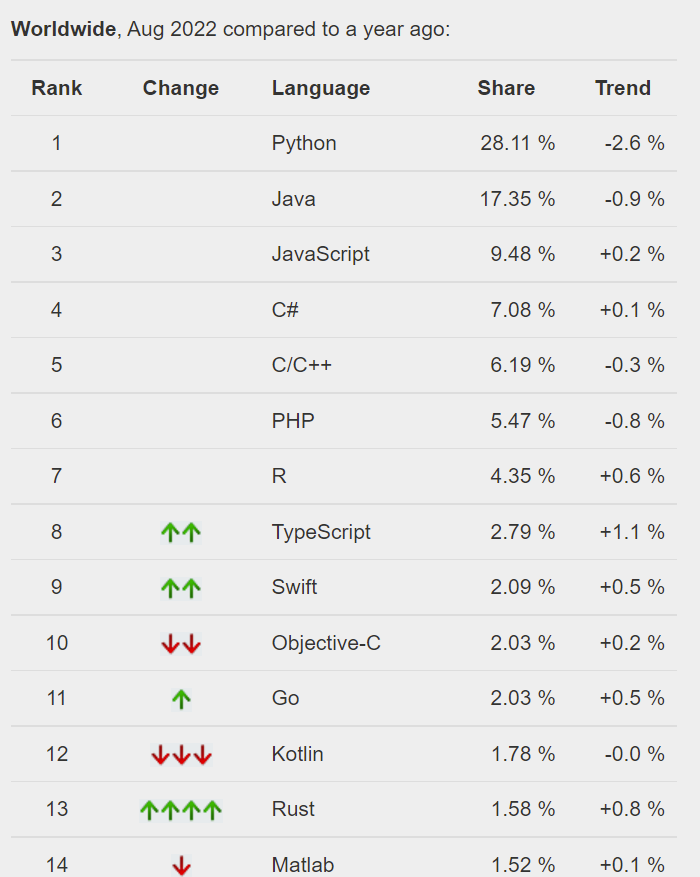 Worldwide, Aug 2022 compared to a year ago:
Rank Change Language Share Trend
1 Python 28.11 % -2.6 %
2 Java 17.35 % -0.9 %
3 JavaScript 9.48 % +0.2 %
4 C# 7.08 % +0.1 %
5 C/C++ 6.19 % -0.3 %
6 PHP 5.47 % -0.8 %
7 R 4.35 % +0.6 %
8 ↑↑ TypeScript 2.79 % +1.1 %
9 ↑↑ Swift 2.09 % +0.5 %
10 ↓↓ Objective-C 2.03 % +0.2 %
11 ↑ Go 2.03 % +0.5 %
12 ↓↓↓ Kotlin 1.78 % -0.0 %
13 ↑↑↑↑ Rust 1.58 % +0.8 %
14 ↓ Matlab 1.52 % +0.1 %